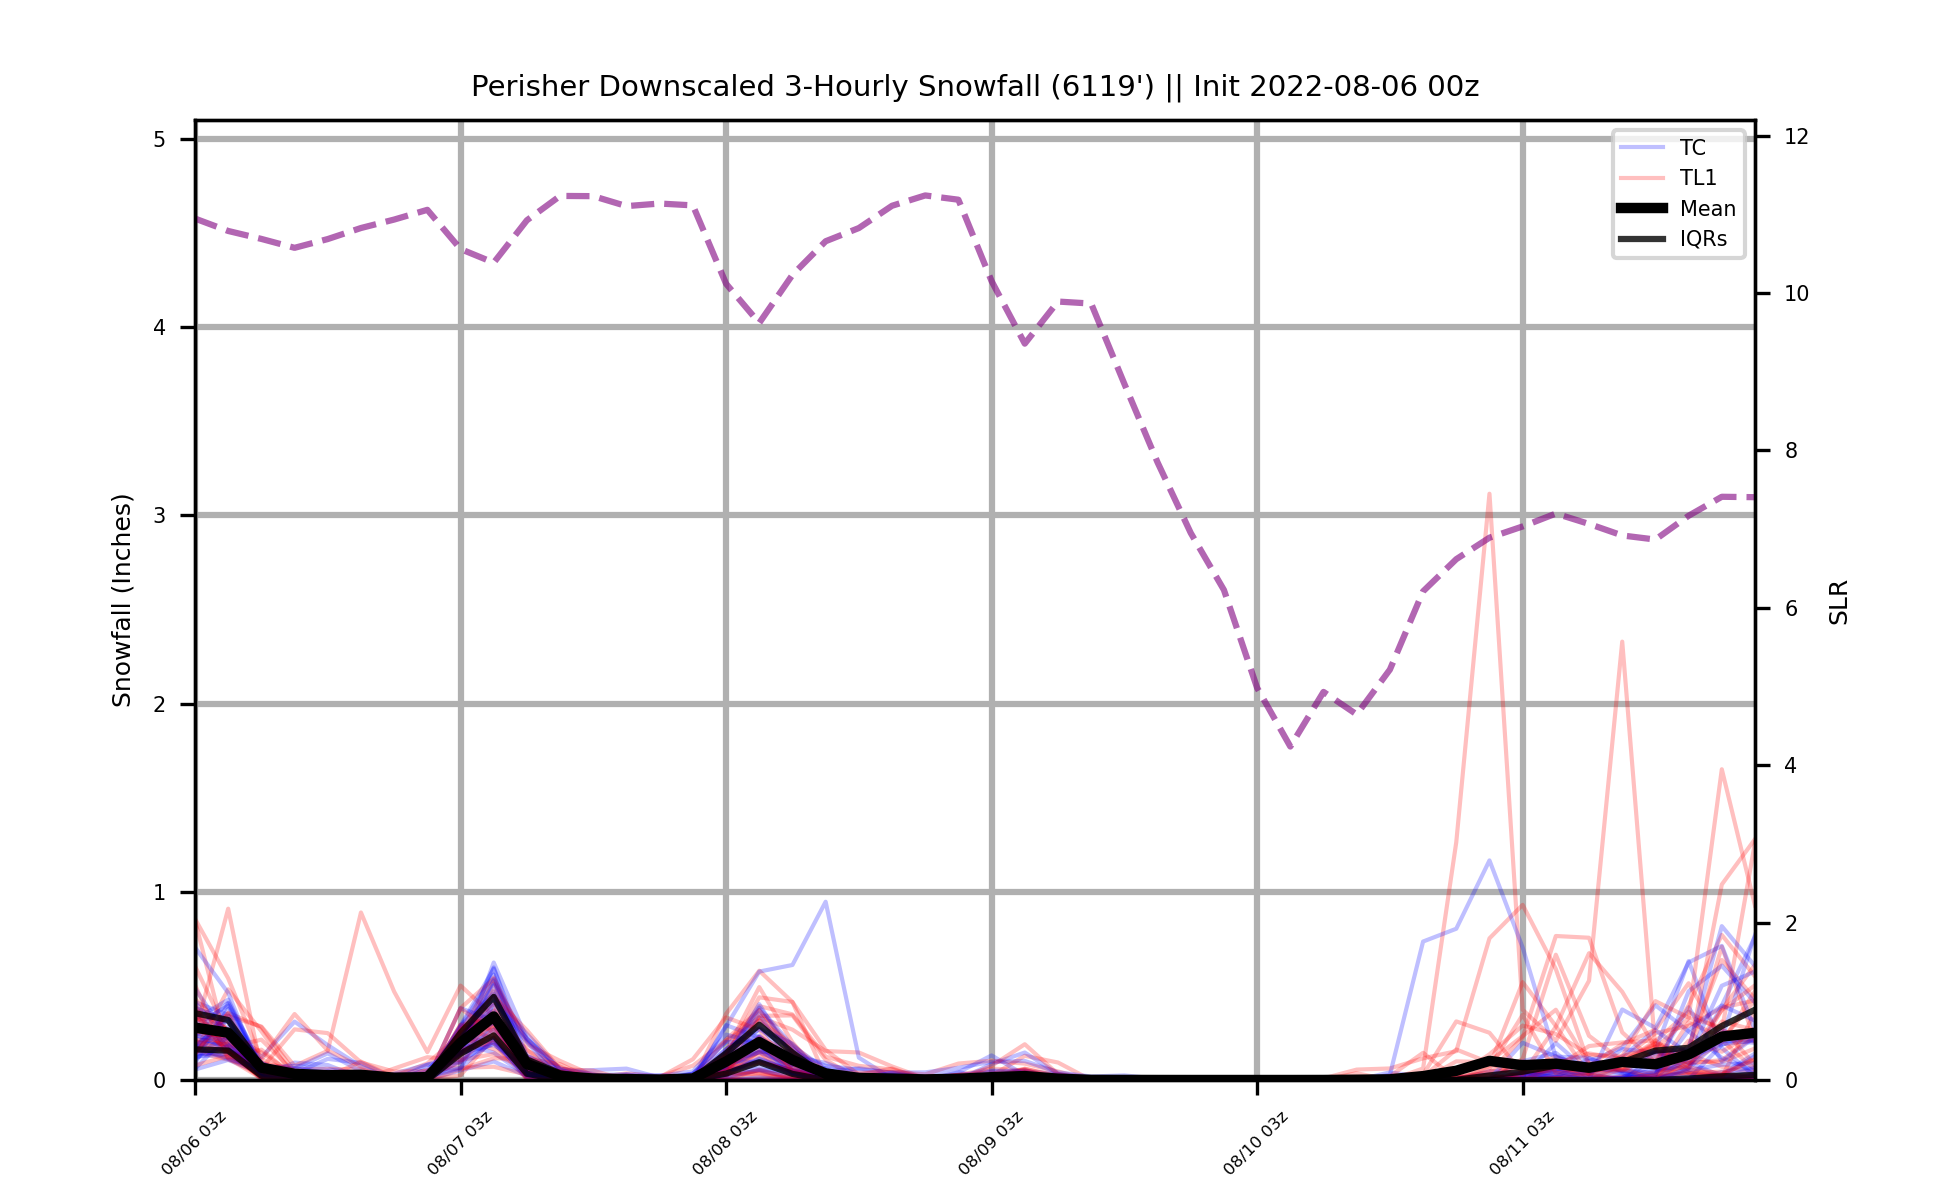 Perisher Downscaled 3-Hourly Snowfall (6119') || Init 2022-08-06 00z
TC
TL1
Mean
IQRs
Snowfall (Inches)
5
4
3
2
1
0
12
10
8
6
4
2
0
SLR
08/06 03z
08/07 03z
08/08 03z
08/09 03z
08/10 03z
08/11 03z